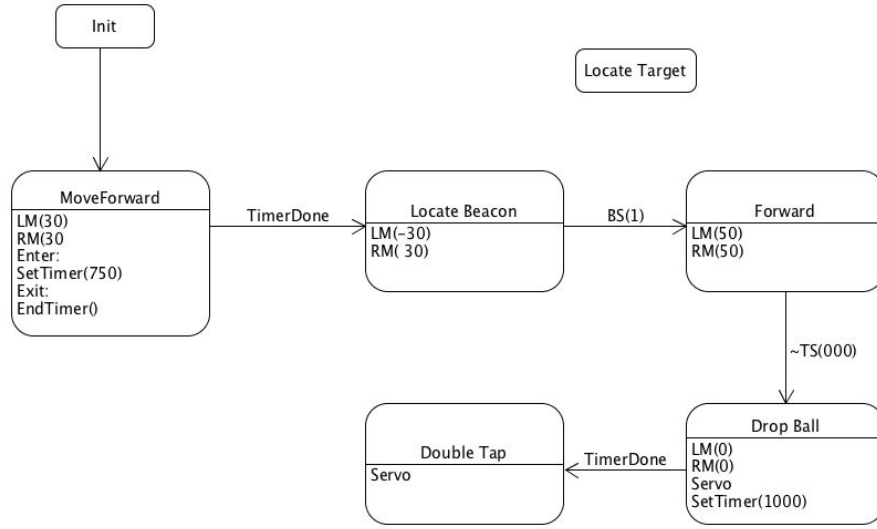 Init
Locate Target
MoveForward
LM(30)
RM(30
Enter:
SetTimer(750)
Exit:
EndTimer()
TimerDone
Locate Beacon
LM(-30)
RM( 30)
BS(1)
Forward
LM(50)
RM(50)
~TS(000)
Drop Ball
LM(0)
RM(0)
Servo
SetTimer(1000)
TimerDone
Double Tap
Servo